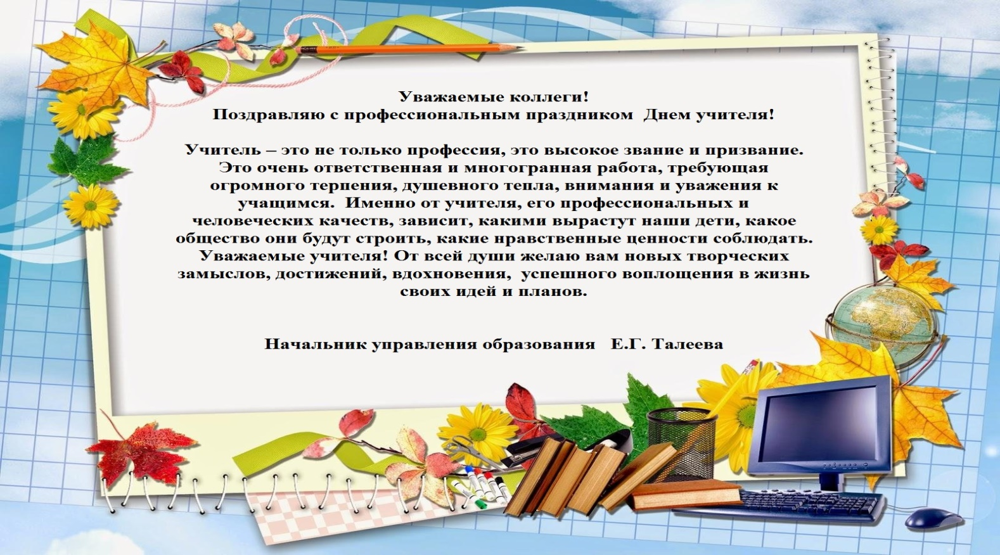 Уважаемые коллеги!
Поздравляю с профессиональным праздником  Днем учителя!
Учитель – это не только профессия, это высокое звание и призвание.
Это очень ответственная и многогранная работа, требующая
огромного терпения, душевного тепла, внимания и уважения к
учащимся.  Именно от учителя, его профессиональных и
человеческих качеств, зависит, какими вырастут наши дети, какое
общество они будут строить, какие нравственные ценности соблюдать.
Уважаемые учителя! От всей души желаю вам новых творческих
замыслов, достижений, вдохновения,  успешного воплощения в жизнь
своих идей и планов.
Начальник управления образования   Е.Г. Талеева